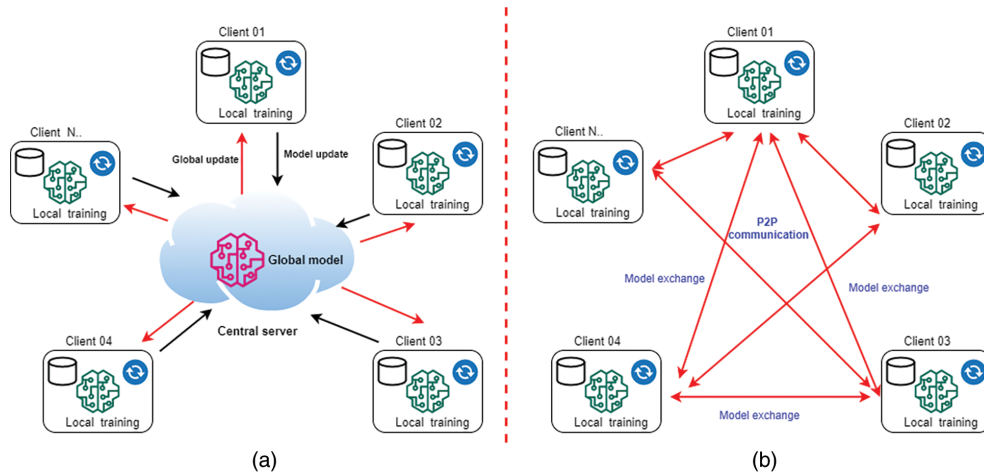 Client 01
Local training
Client N..
Local training
Global update
Model update
Client 02
Local training
Global model
Central server
Client 04
Local training
Client 03
Local training
(a)
Client 01
Local training
Client N..
Local training
Client 02
Local training
P2P
communication
Model exchange
Model exchange
Client 04
Local training
Client 03
Local training
Model exchange
(b)